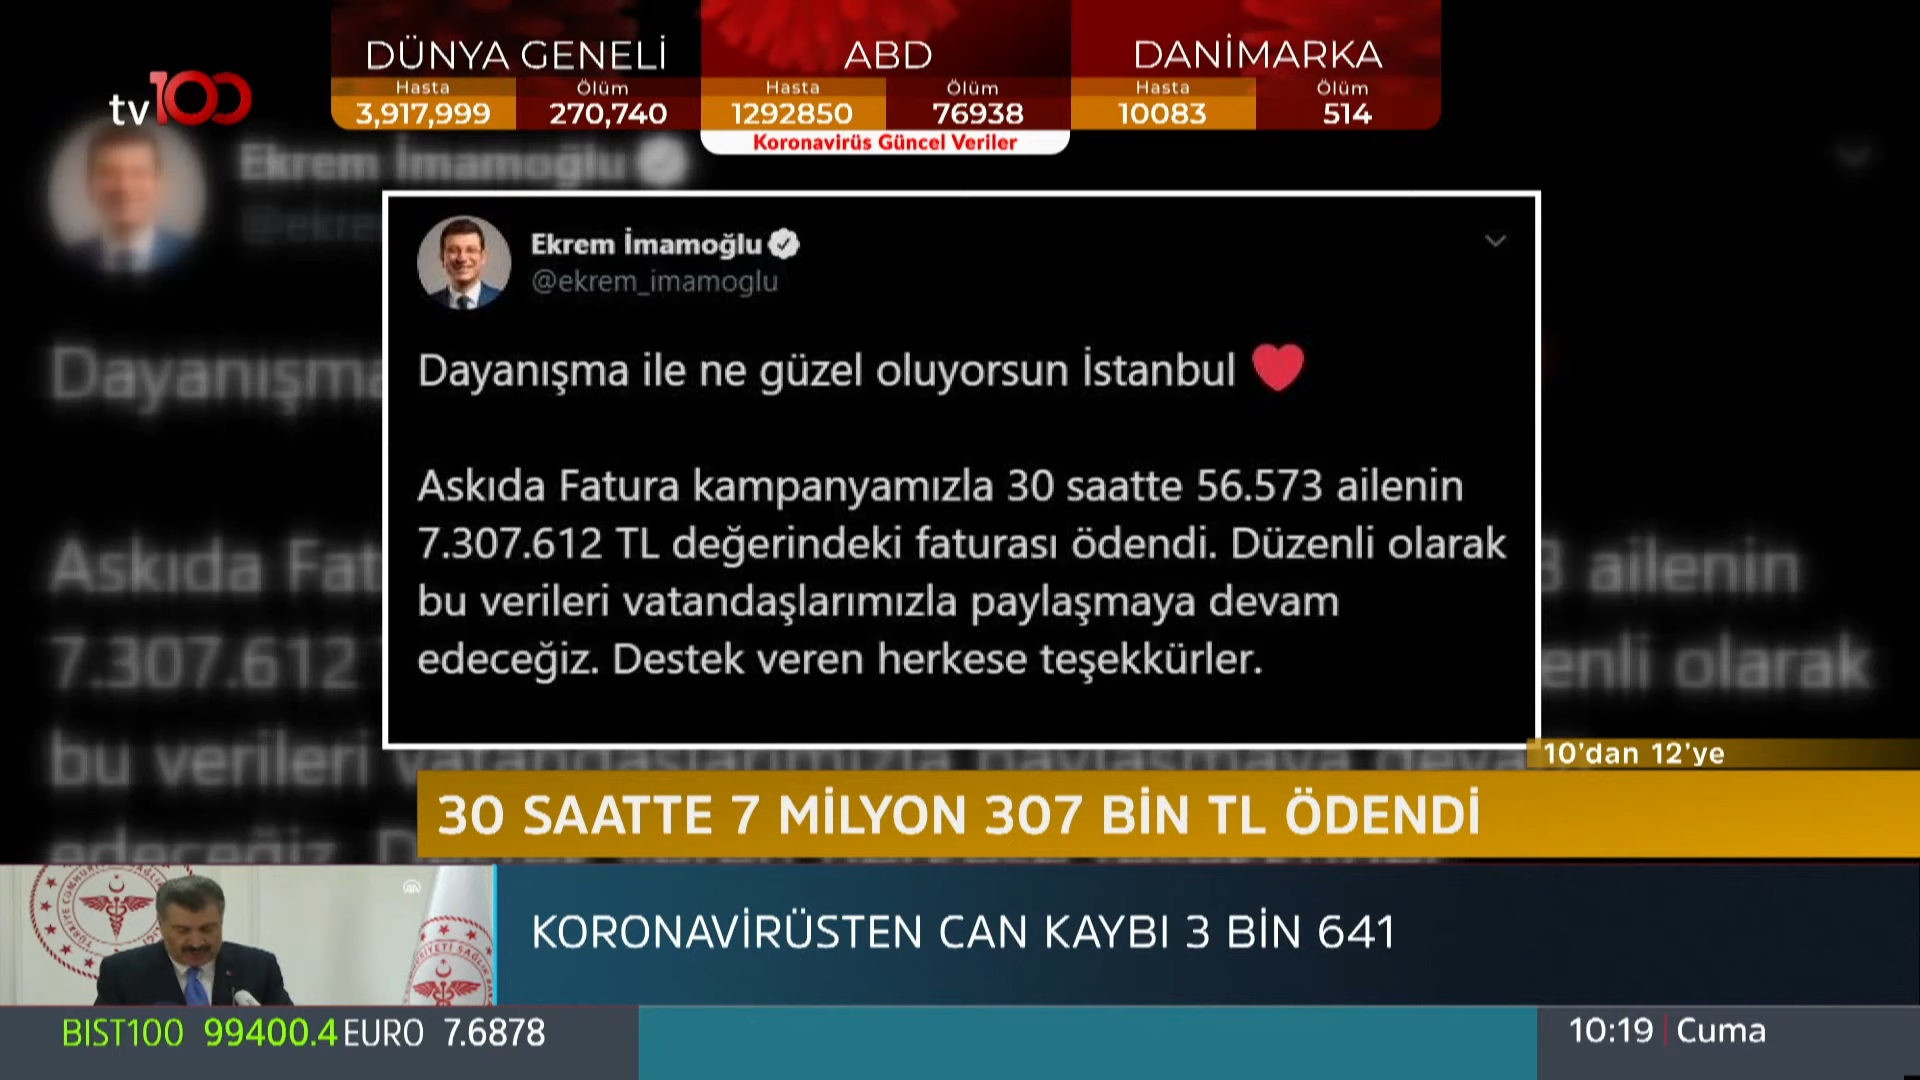 DÜNYA GENELİ
Hasta
3,917,999
Ölüm
270,740
ABD
Hasta
1292850
Ölüm
76938
DANİMARKA
Hasta
10083
Ölüm
514
Koronavirüs Güncel Veriler
tv100
Ekrem İmamoğlu
@ekrem_imamoglu
Dayanışma ile ne güzel oluyorsun İstanbul
Askıda Fatura kampanyamızla 30 saatte 56.573 ailenin
7.307.612 TL değerindeki faturası ödendi. Düzenli olarak
bu verileri vatandaşlarımızla paylaşmaya devam
edeceğiz. Destek veren herkese teşekkürler.
10'dan 12'ye
30 SAATTE 7 MİLYON 307 BİN TL ÖDENDİ
KORONAVİRÜSTEN CAN KAYBI 3 BİN 641
BIST100 99400.4 EURO 7.6878
10:19 Cuma